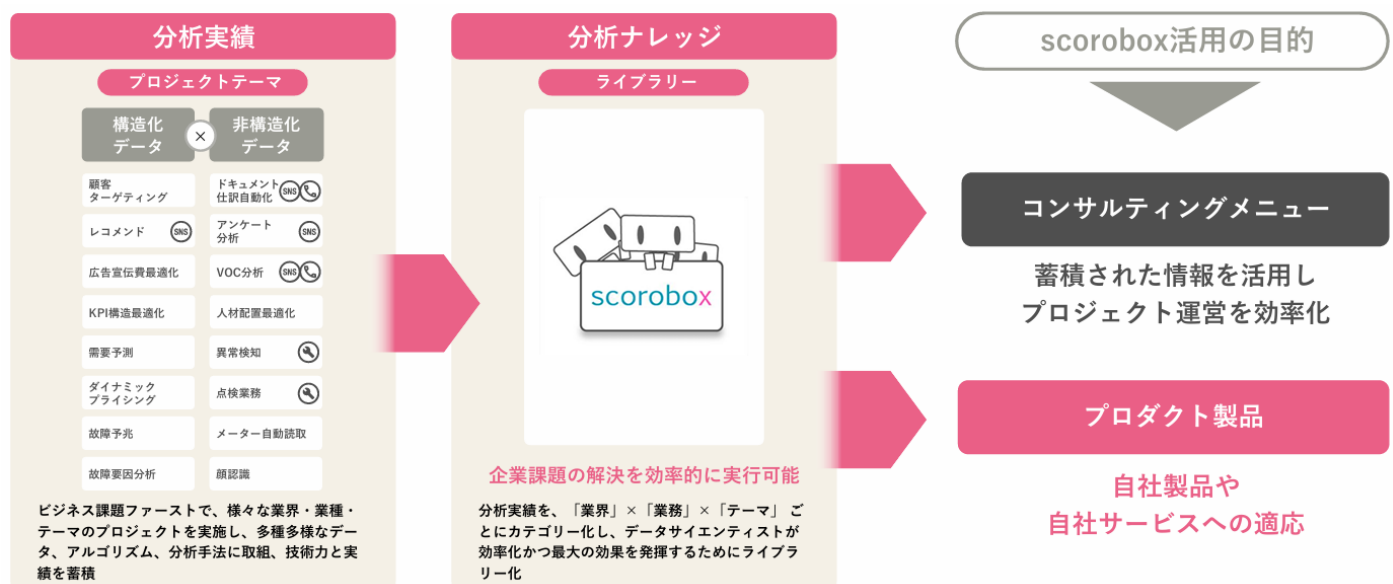 分析実績
プロジェクトテーマ
構造化
データ
×
非構造化
データ
顧客
ターゲティング
ドキュメント
仕訳自動化
SNS
レコメンド
SNS
アンケート
分析
SNS
広告宣伝費最適化
VOC分析
SNS
KPI構造最適化
人材配置最適化
需要予測
異常検知
ダイナミック
プライシング
点検業務
故障予兆
メーター自動読取
故障要因分析
顔認識
ビジネス課題ファーストで、様々な業界・業種・
テーマのプロジェクトを実施し、多種多様なデー
タ、アルゴリズム、分析手法に取組、技術力と実
績を蓄積
分析ナレッジ
ライブラリー
scorobox
企業課題の解決を効率的に実行可能
分析実績を、「業界」×「業務」×「テーマ」ご
とにカテゴリー化し、データサイエンティストが
効率化かつ最大の効果を発揮するためにライブラ
リー化
scorobox活用の目的
コンサルティングメニュー
蓄積された情報を活用し
プロジェクト運営を効率化
プロダクト製品
自社製品や
自社サービスへの適応